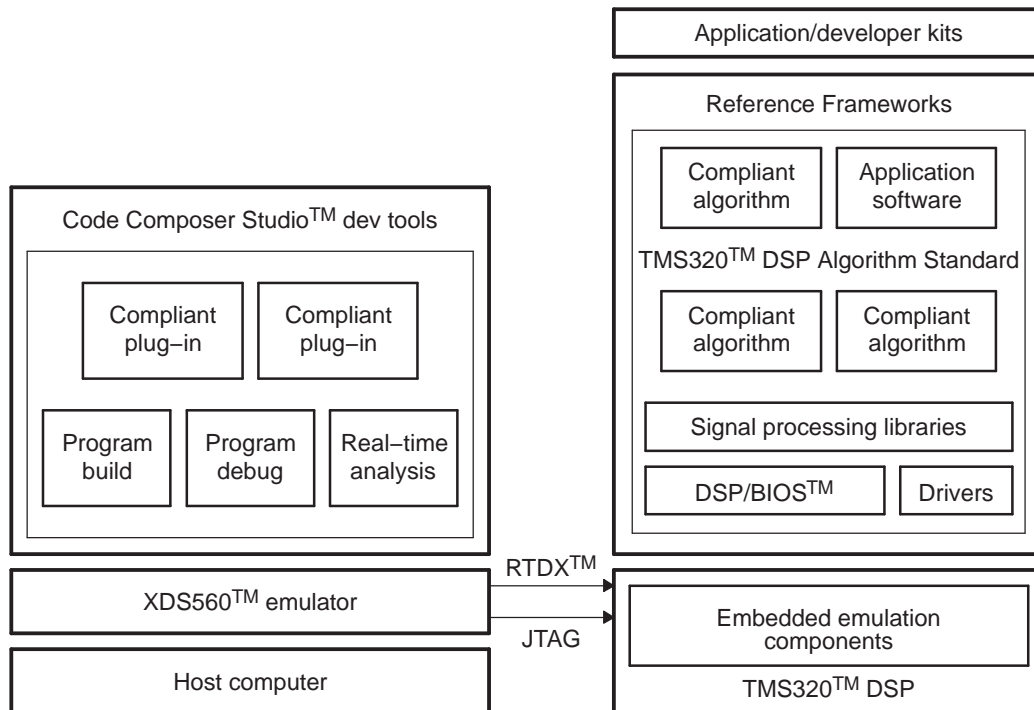 Application/developer kits
Reference Frameworks
Compliant
algorithm
Application
software
TMS320™ DSP Algorithm Standard
Compliant
algorithm
Compliant
algorithm
Signal processing libraries
DSP/BIOS™
Drivers
Code Composer Studio™ dev tools
Compliant
plug−in
Compliant
plug−in
Program
build
Program
debug
Real−time
analysis
XDS560™ emulator
Host computer
RTDX™
JTAG
Embedded emulation
components
TMS320™ DSP